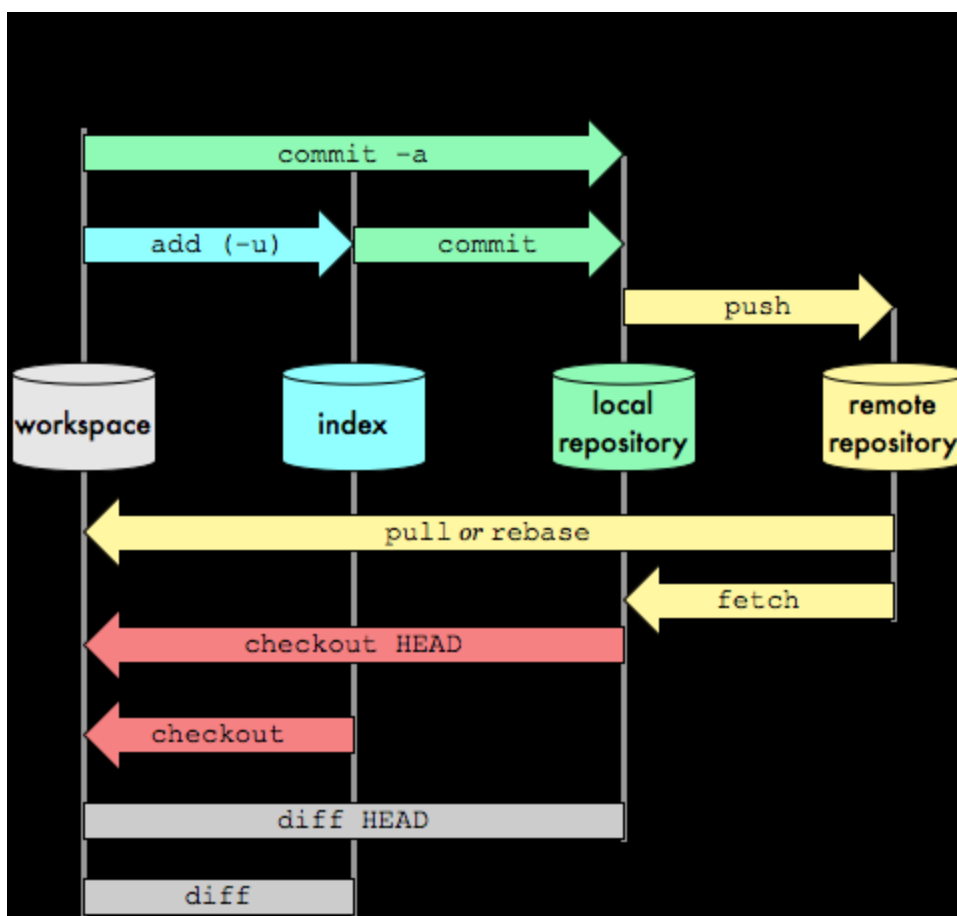 commit -a
add (-u)
commit
push
workspace
index
local
repository
remote
repository
pull or rebase
fetch
checkout HEAD
checkout
diff HEAD
diff